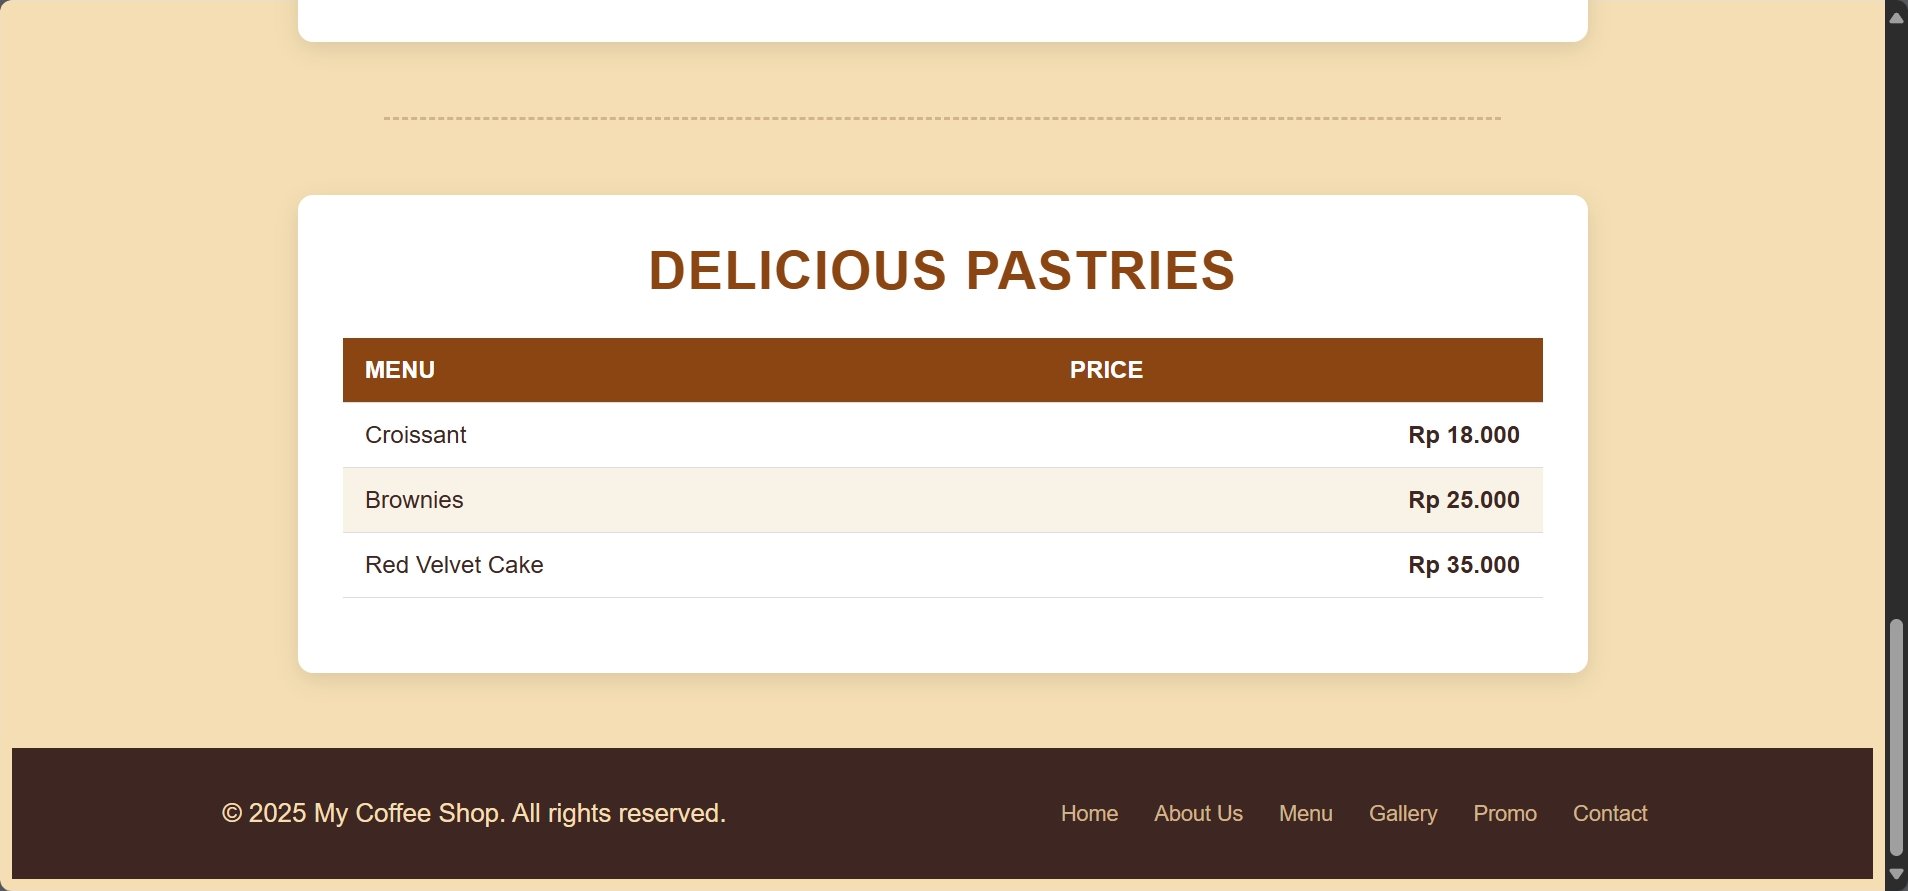 DELICIOUS PASTRIES
MENU PRICE
Croissant Rp 18.000
Brownies Rp 25.000
Red Velvet Cake Rp 35.000
© 2025 My Coffee Shop. All rights reserved. Home About Us Menu Gallery Promo Contact